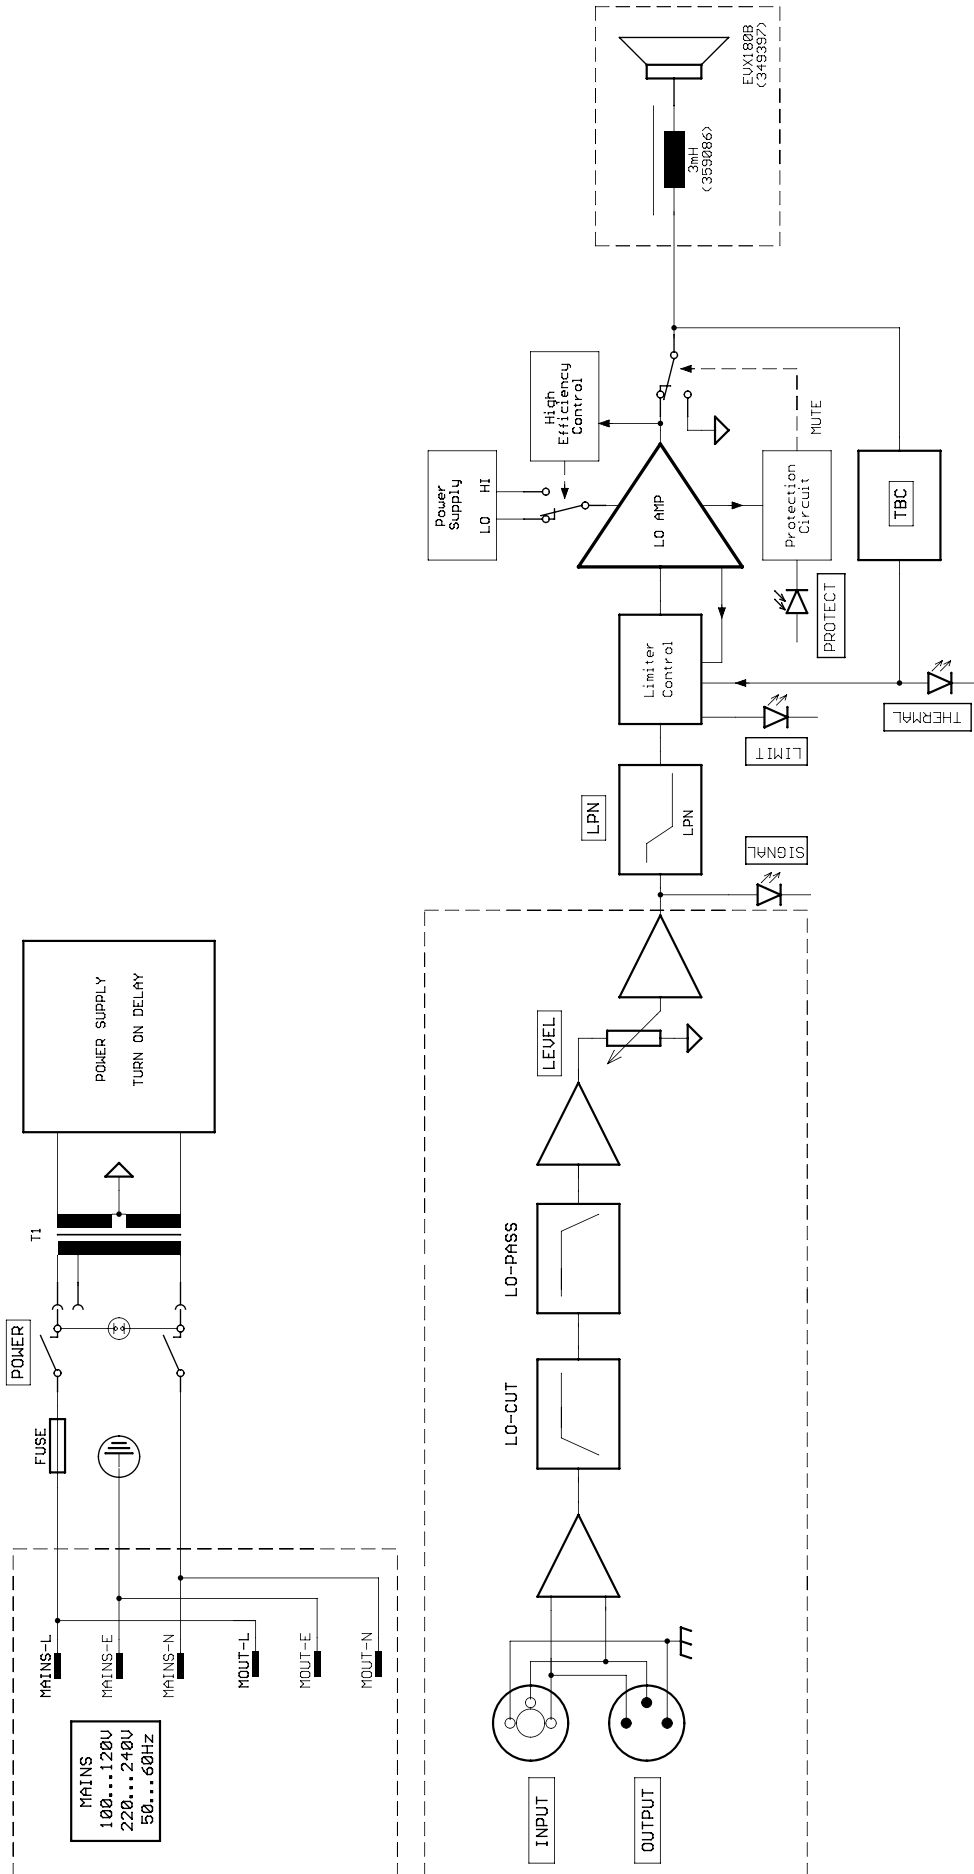 EVX180B
(349397)
3mH
(359086)
High
Efficiency
Control
Power
Supply
LO HI
LO AMP
MUTE
Protection
Circuit
TBC
PROTECT
Limiter
Control
THERMAL
LIMIT
LPN
LPN
SIGNAL
LEVEL
LO-PASS
LO-CUT
INPUT
OUTPUT
POWER SUPPLY
TURN ON DELAY
T1
POWER
FUSE
MAINS-L
MAINS-E
MAINS-N
MOUT-L
MOUT-E
MOUT-N
MAINS
100...120V
220...240V
50...60Hz